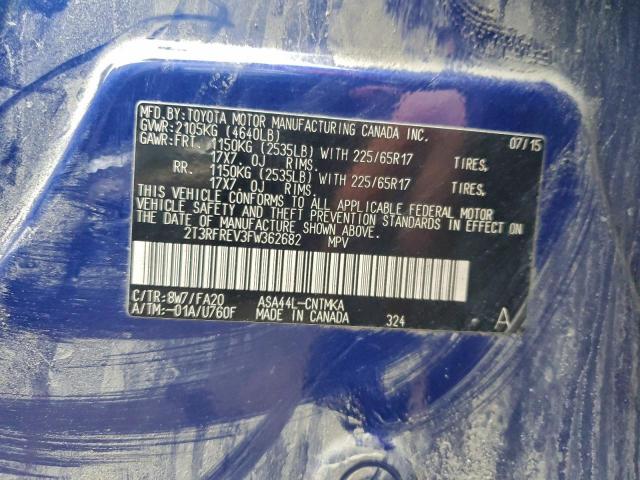 MFD.BY:TOYOTA MOTOR MANUFACTURING CANADA INC.
GVWR:2105KG (4640LB) 07/15
GAWR:FRT. 1150KG (2535LB) WITH 225/65R17 TIRES,
17X7.0J RIMS,
RR. 1150KG (2535LB) WITH 225/65R17 TIRES,
17X7.0J RIMS,
THIS VEHICLE CONFORMS TO ALL APPLICABLE FEDERAL MOTOR
VEHICLE SAFETY AND THEFT PREVENTION STANDARDS IN EFFECT ON
THE DATE OF MANUFACTURE SHOWN ABOVE.
2T3RFREV3FW362682 MPV
C/TR:8W7/FA20 ASA44L-CNTMKA
A/TM:-01A/U760F MADE IN CANADA 324 A